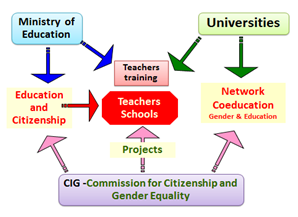 Ministry of
Education
Universities
Teachers
training
Education
and
Citizenship
Teachers
Schools
Network
Coeducation
Gender & Education
Projects
CIG -Commission for Citizenship and
Gender Equality